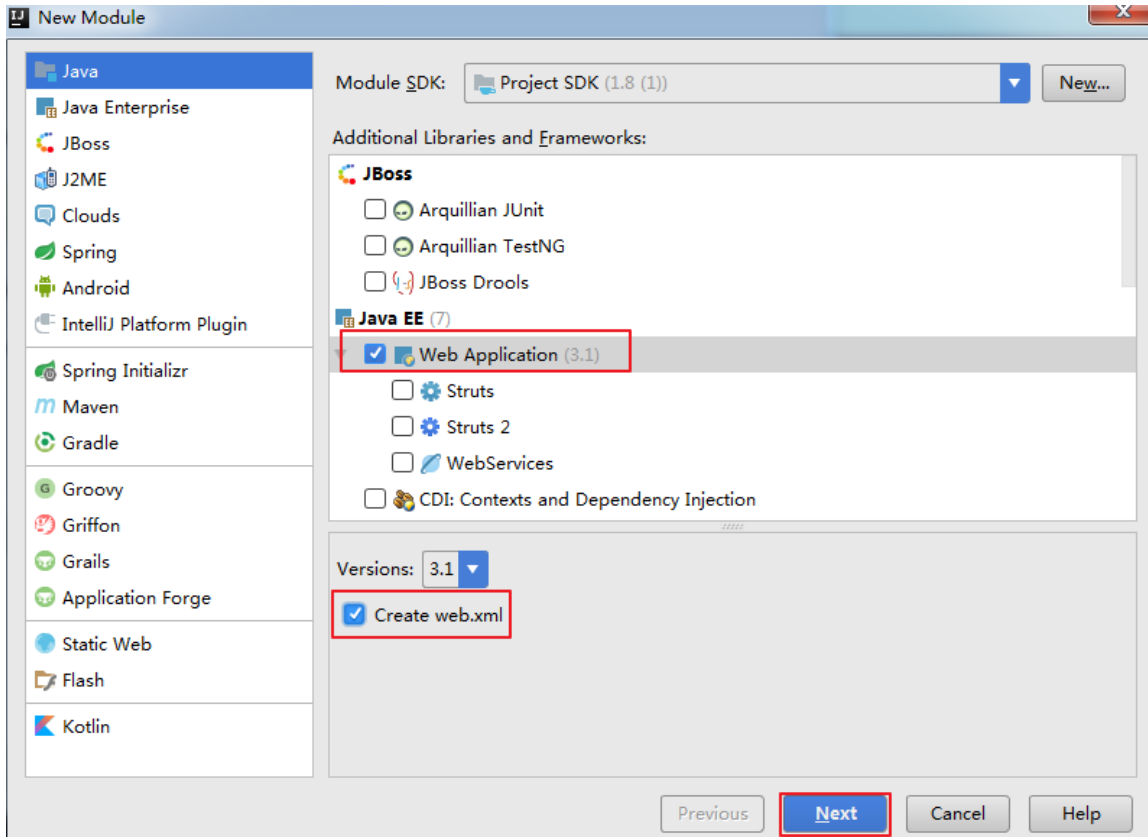 New Module
Java
Java Enterprise
JBoss
J2ME
Clouds
Spring
Android
IntelliJ Platform Plugin
Spring Initializr
Maven
Gradle
Groovy
Griffon
Grails
Application Forge
Static Web
Flash
Kotlin
Module SDK: Project SDK (1.8 (1)) New...
Additional Libraries and Frameworks:
JBoss
Arquillian JUnit
Arquillian TestNG
JBoss Drools
Java EE (7)
Web Application (3.1)
Struts
Struts 2
WebServices
CDI: Contexts and Dependency Injection
Versions: 3.1
Create web.xml
Previous Next Cancel Help